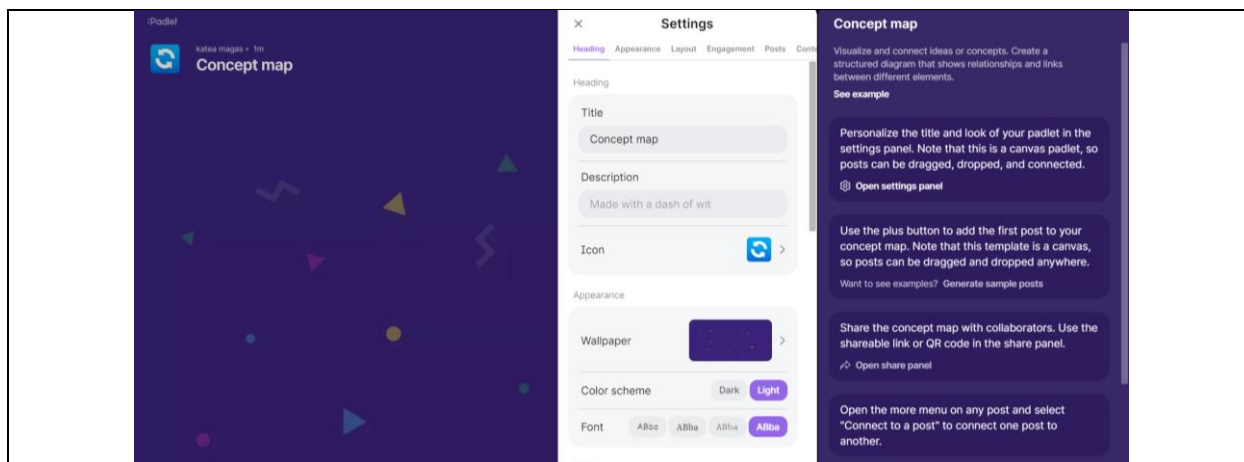 :Padlet
katea magas • 1m
Concept map
Settings
Heading Appearance Layout Engagement Posts Conte
Heading
Title
Concept map
Description
Made with a dash of wit
Icon
Appearance
Wallpaper
Color scheme Dark Light
Font ABba ABba ABba ABba
Concept map
Visualize and connect ideas or concepts. Create a
structured diagram that shows relationships and links
between different elements.
See example
Personalize the title and look of your padlet in the
settings panel. Note that this is a canvas padlet, so
posts can be dragged, dropped, and connected.
Open settings panel
Use the plus button to add the first post to your
concept map. Note that this template is a canvas,
so posts can be dragged and dropped anywhere.
Want to see examples? Generate sample posts
Share the concept map with collaborators. Use the
shareable link or QR code in the share panel.
Open share panel
Open the more menu on any post and select
"Connect to a post" to connect one post to
another.